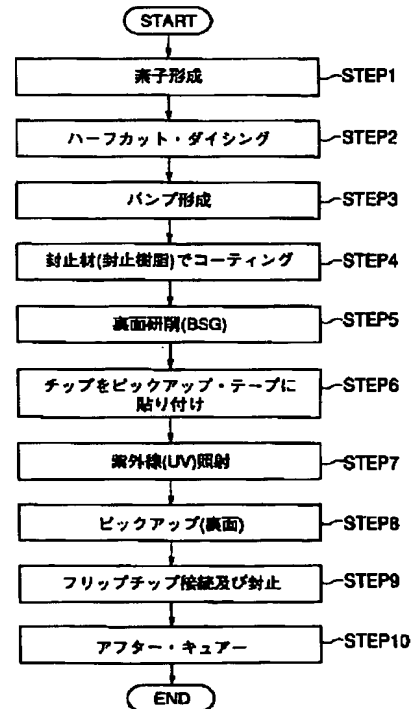 START
素子形成 STEP1
ハーフカット・ダイシング STEP2
バンプ形成 STEP3
封止材(封止樹脂)でコーティング STEP4
裏面研削(BSG) STEP5
チップをピックアップ・テープに
貼り付け STEP6
紫外線(UV)照射 STEP7
ピックアップ(裏面) STEP8
フリップチップ接続及び封止 STEP9
アフター・キュアー STEP10
END